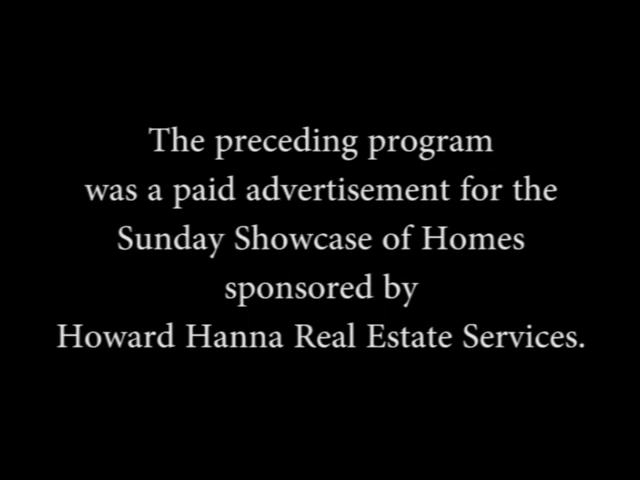 The preceding program
was a paid advertisement for the
Sunday Showcase of Homes
sponsored by
Howard Hanna Real Estate Services.